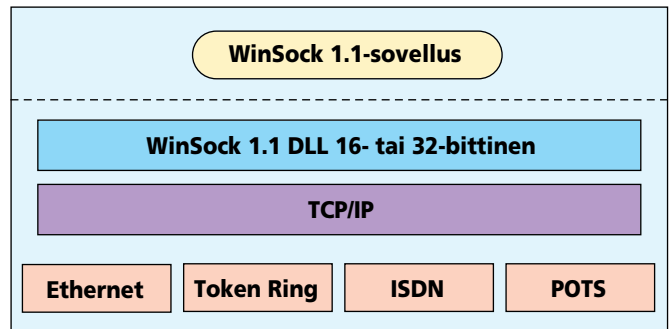 WinSock 1.1-sovellus
WinSock 1.1 DLL 16- tai 32-bittinen
TCP/IP
Ethernet
Token Ring
ISDN
POTS